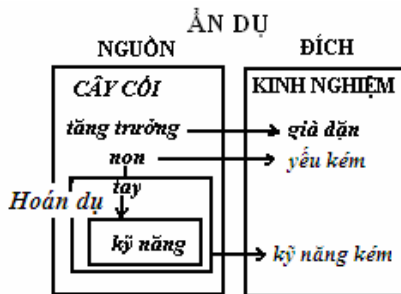 ẨN DỤ
NGUỒN ĐÍCH
CÂY CỐI KINH NGHIỆM
tăng trưởng già dặn
non yếu kém
tay
Hoán dụ
kỹ năng kỹ năng kém